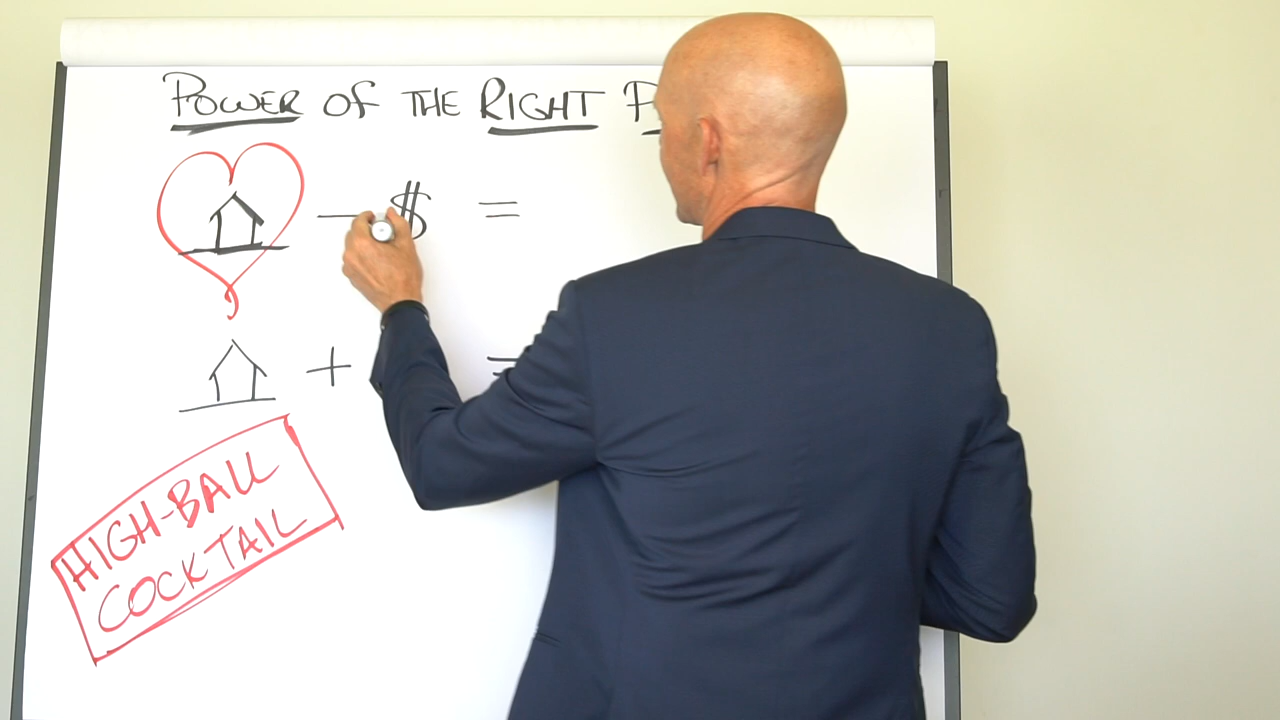 POWER OF THE RIGHT
- $ =
+ =
HIGH-BALL
COCKTAIL